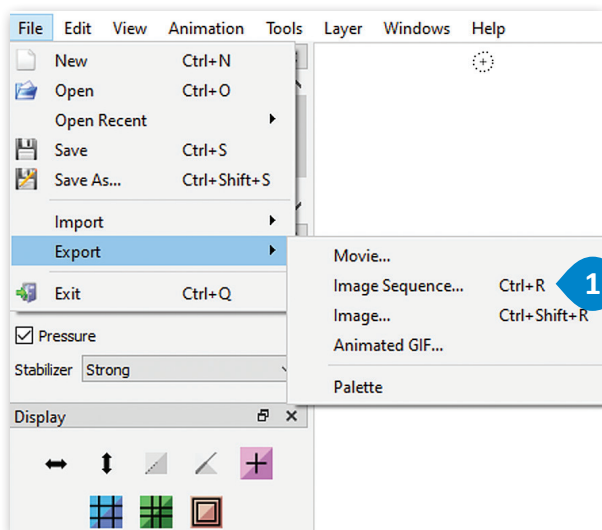 File Edit View Animation Tools Layer Windows Help
New Ctrl+N
Open Ctrl+O
Open Recent
Save Ctrl+S
Save As... Ctrl+Shift+S
Import
Export
Exit Ctrl+Q
Movie...
Image Sequence... Ctrl+R 1
Image... Ctrl+Shift+R
Animated GIF...
Palette
Pressure
Stabilizer Strong
Display